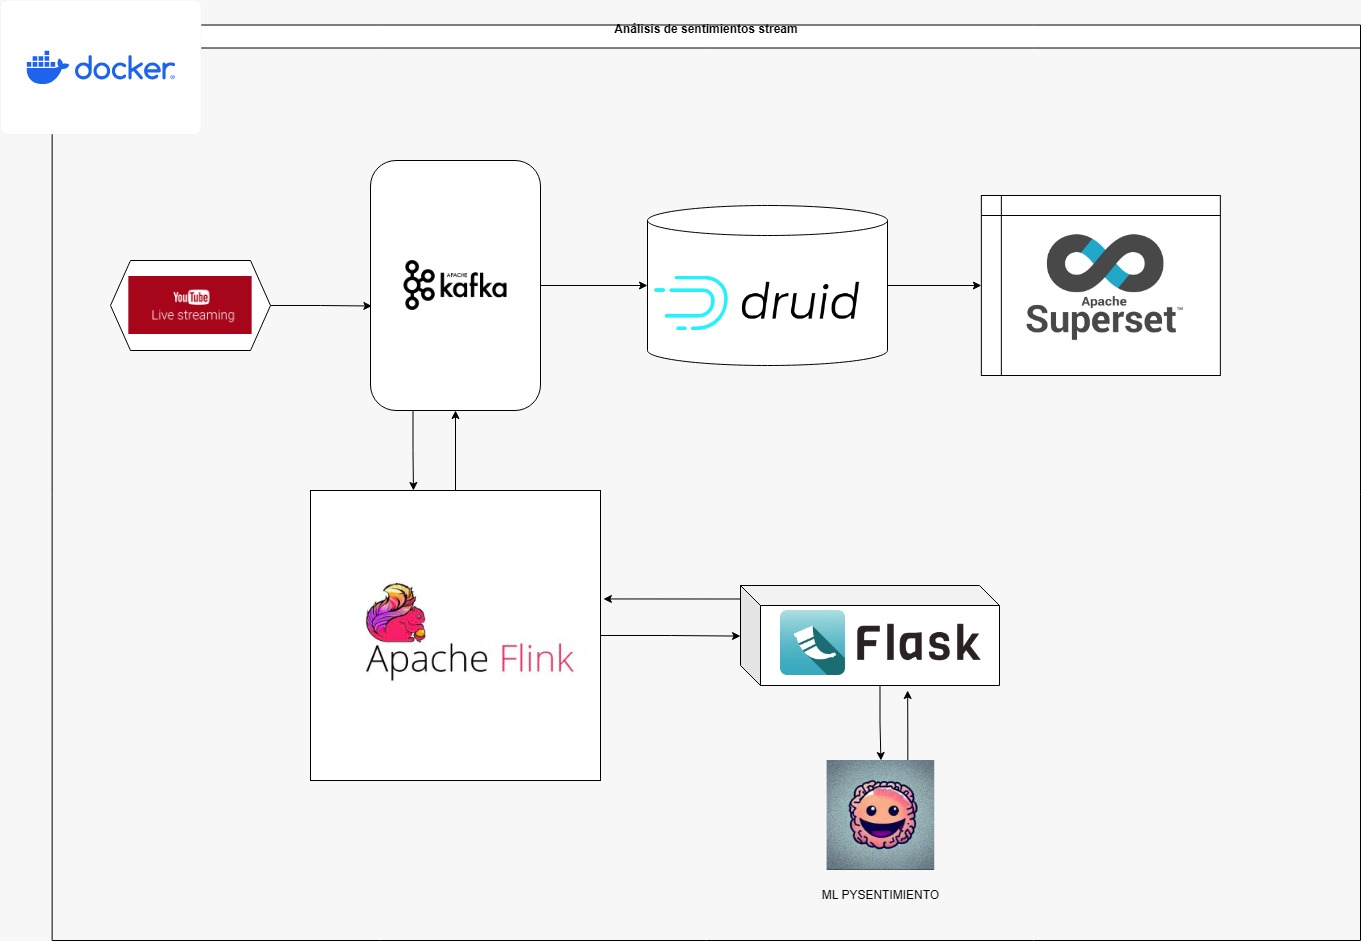 Análisis de sentimientos stream
docker
YouTube
Live streaming
APACHE
kafka
druid
Apache
Superset™
Apache Flink
Flask
ML PYSENTIMIENTO